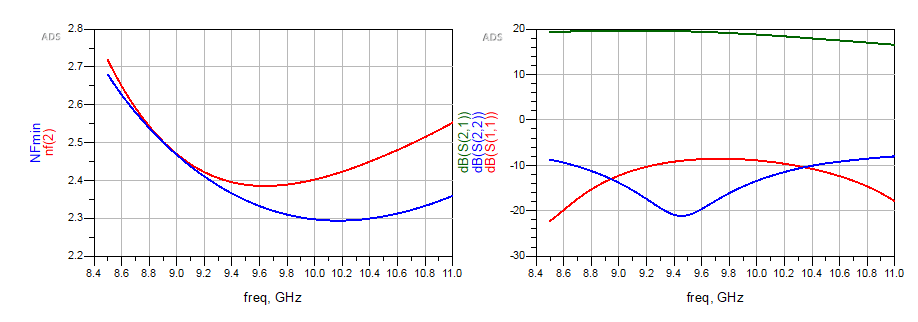 ADS
2.8
2.7
2.6
2.5
2.4
2.3
2.2
NFmin
nf(2)
8.4 8.6 8.8 9.0 9.2 9.4 9.6 9.8 10.0 10.2 10.4 10.6 10.8 11.0
freq, GHz
ADS
20
10
0
-10
-20
-30
dB(S(2,1))
dB(S(2,2))
dB(S(1,1))
8.4 8.6 8.8 9.0 9.2 9.4 9.6 9.8 10.0 10.2 10.4 10.6 10.8 11.0
freq, GHz